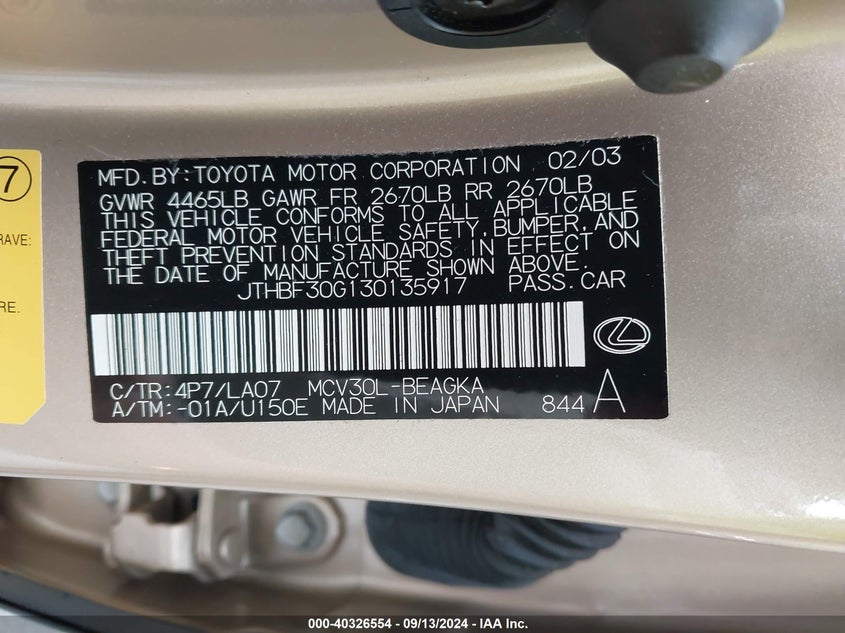 7
RAVE:
RE.
MFD.BY:TOYOTA MOTOR CORPORATION 02/03
GVWR 4465LB GAWR FR 2670LB RR 2670LB
THIS VEHICLE CONFORMS TO ALL APPLICABLE
FEDERAL MOTOR VEHICLE SAFETY,BUMPER,AND
THEFT PREVENTION STANDARDS IN EFFECT ON
THE DATE OF MANUFACTURE SHOWN ABOVE.
JTHBF30G130135917 PASS.CAR
C/TR:4P7/LA07 MCV30L-BEAGKA
A/TM:-01A/U150E MADE IN JAPAN 844 A
000-40326554 - 09/13/2024 - IAA Inc.